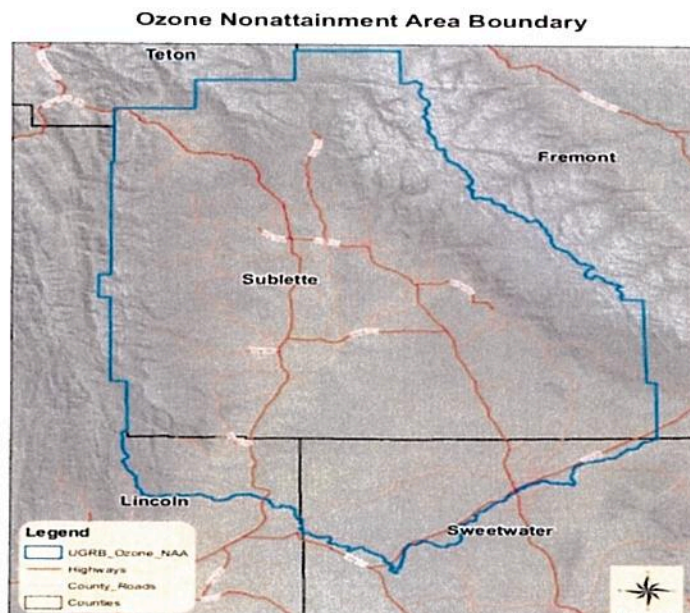 Ozone Nonattainment Area Boundary
Teton
Fremont
Sublette
Lincoln
Sweetwater
Legend
UGRB_Ozone_NAA
Highways
County_Roads
Counties